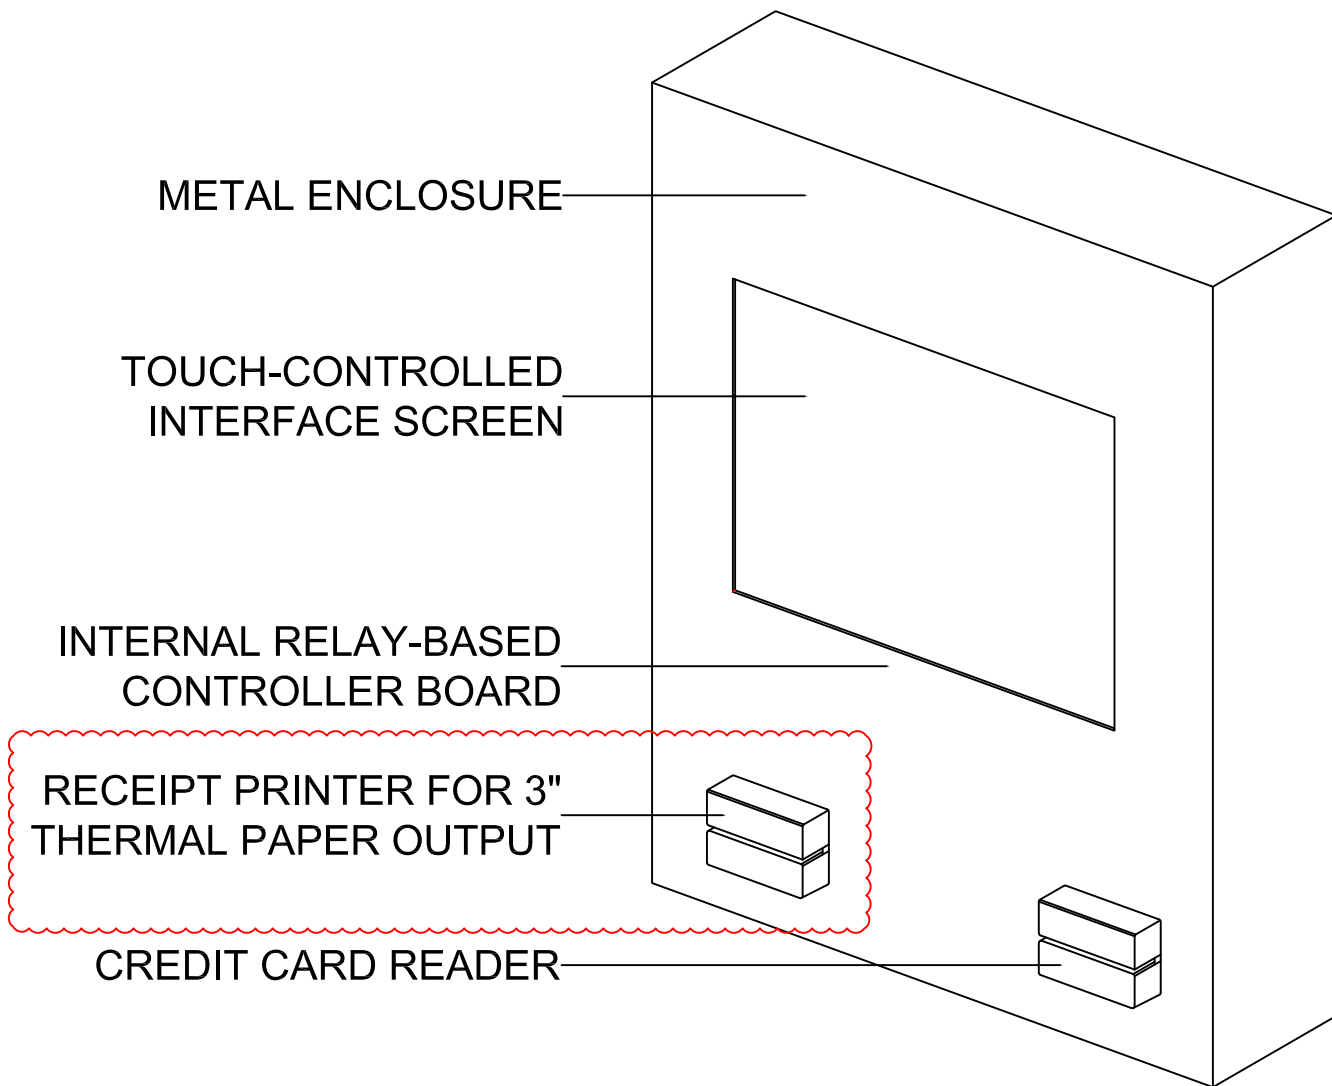 METAL ENCLOSURE
TOUCH-CONTROLLED
INTERFACE SCREEN
INTERNAL RELAY-BASED
CONTROLLER BOARD
RECEIPT PRINTER FOR 3"
THERMAL PAPER OUTPUT
CREDIT CARD READER